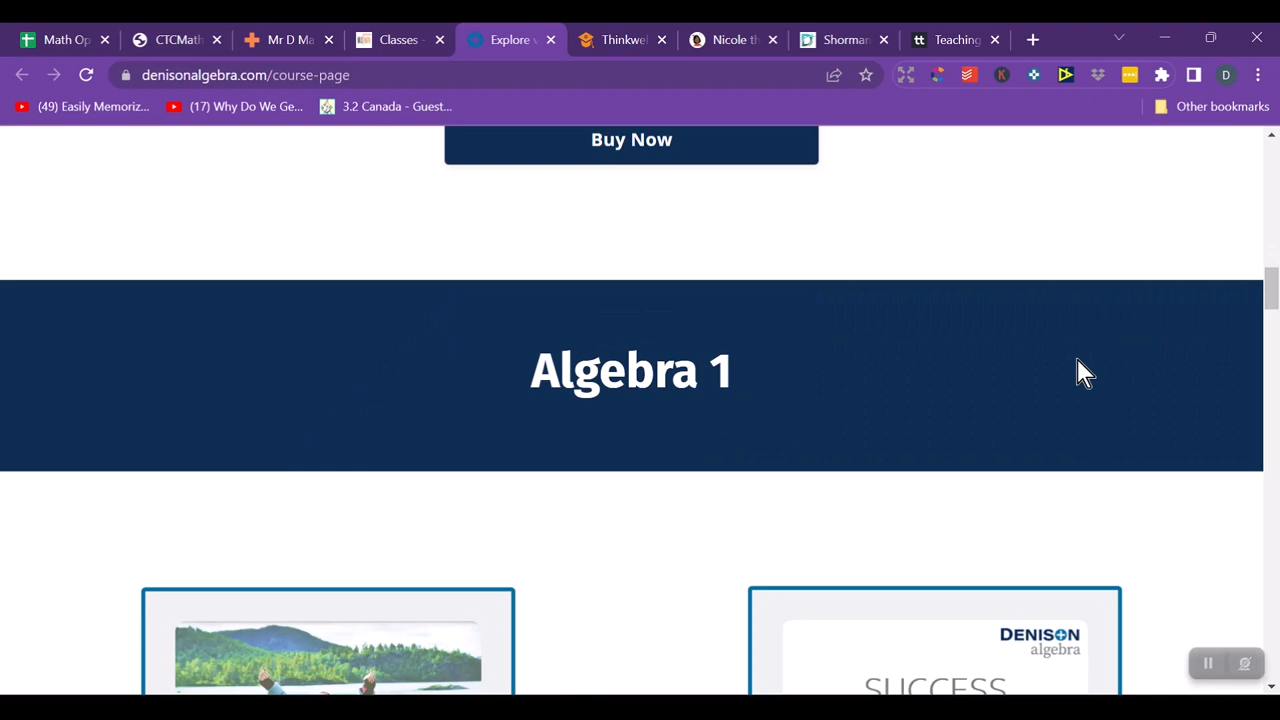 Math Op
CTCMath
Mr D Ma
Classes -
Explore v
Thinkwel
Nicole th
Shorman
tt Teaching
denisonalgebra.com/course-page
K
D
(49) Easily Memoriz...
(17) Why Do We Ge...
3.2 Canada - Guest...
Other bookmarks
Buy Now
Algebra 1
DENISON
algebra
SUCCESS